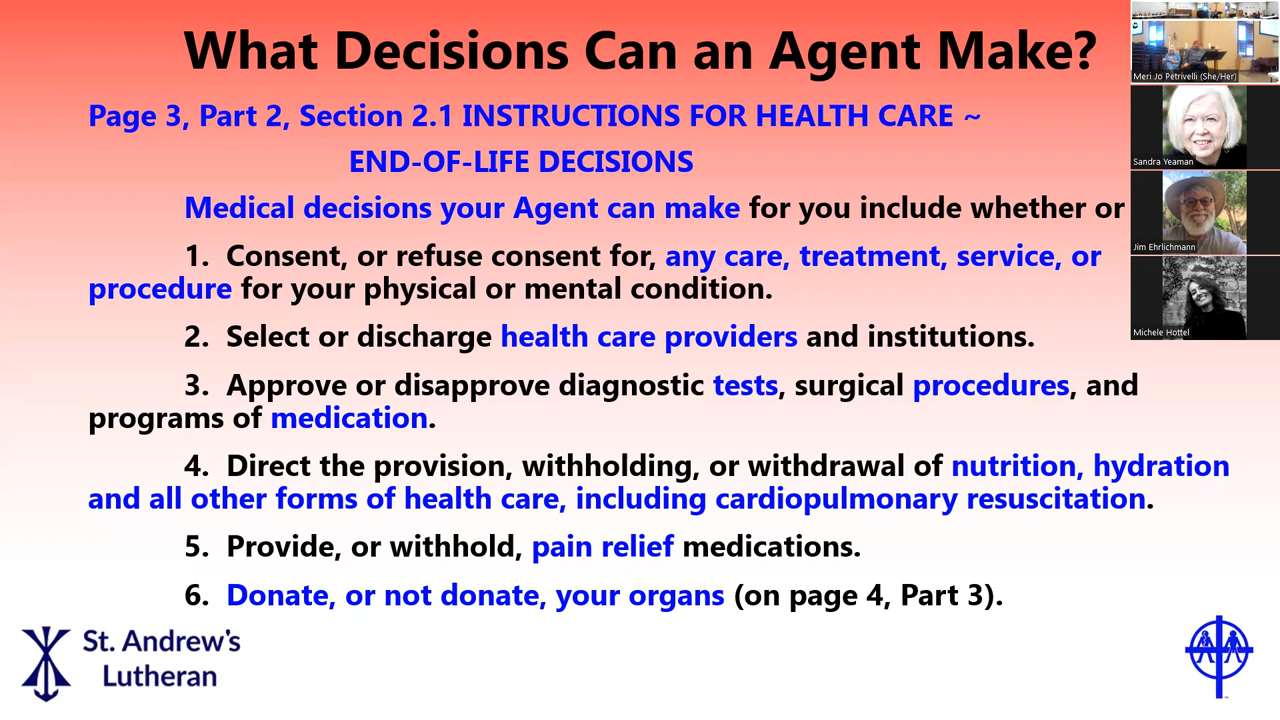 What Decisions Can an Agent Make?
Page 3, Part 2, Section 2.1 INSTRUCTIONS FOR HEALTH CARE ~
END-OF-LIFE DECISIONS
Medical decisions your Agent can make for you include whether or
1. Consent, or refuse consent for, any care, treatment, service, or
procedure for your physical or mental condition.
2. Select or discharge health care providers and institutions.
3. Approve or disapprove diagnostic tests, surgical procedures, and
programs of medication.
4. Direct the provision, withholding, or withdrawal of nutrition, hydration
and all other forms of health care, including cardiopulmonary resuscitation.
5. Provide, or withhold, pain relief medications.
6. Donate, or not donate, your organs (on page 4, Part 3).
St. Andrew's
Lutheran
Meri Jo Petrivelli (She/Her)
Sandra Yeaman
Jim Ehrlichmann
Michele Hottel